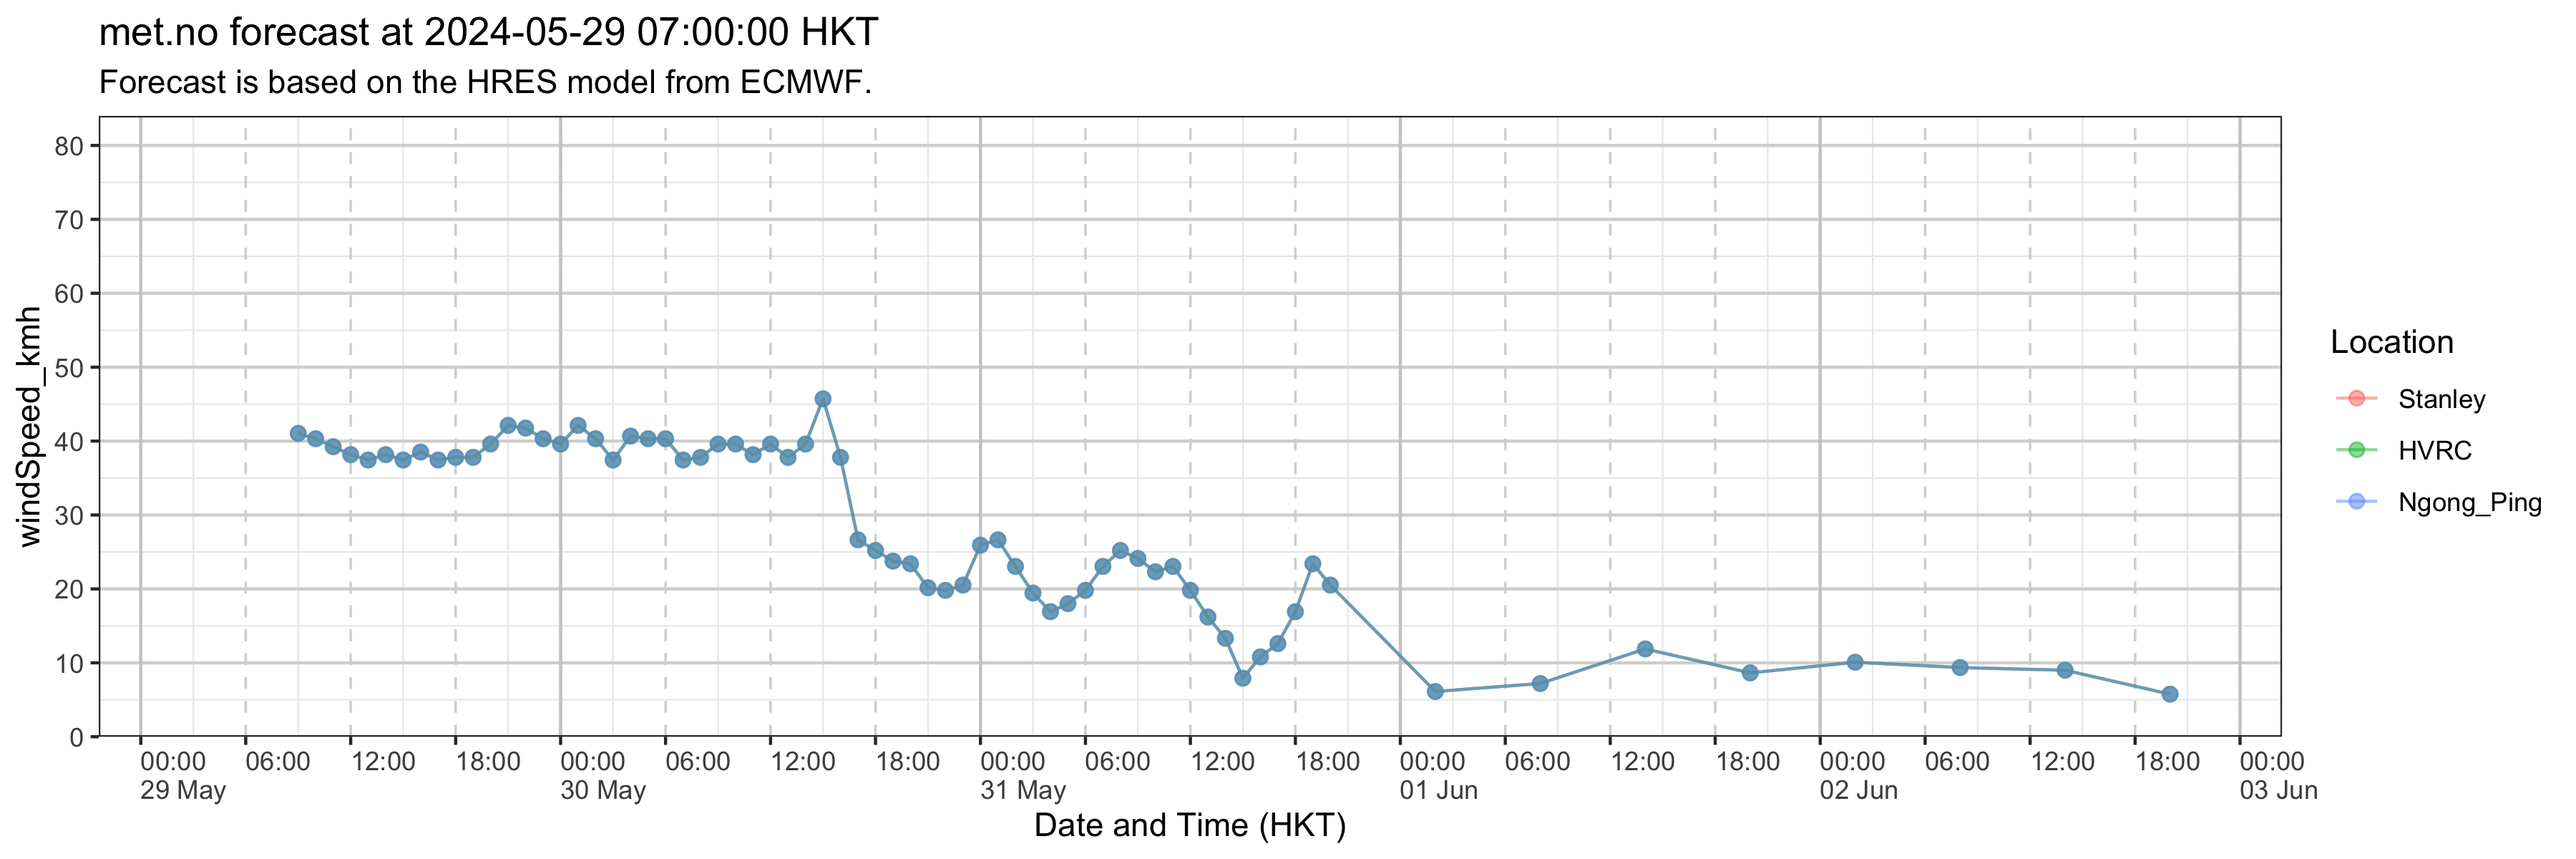 met.no forecast at 2024-05-29 07:00:00 HKT
Forecast is based on the HRES model from ECMWF.
windSpeed_kmh
80
70
60
50
40
30
20
10
0
00:00 06:00 12:00 18:00 00:00 06:00 12:00 18:00 00:00 06:00 12:00 18:00 00:00 06:00 12:00 18:00 00:00 06:00 12:00 18:00 00:00
29 May 30 May 31 May 01 Jun 02 Jun 03 Jun
Date and Time (HKT)
Location
Stanley
HVRC
Ngong_Ping